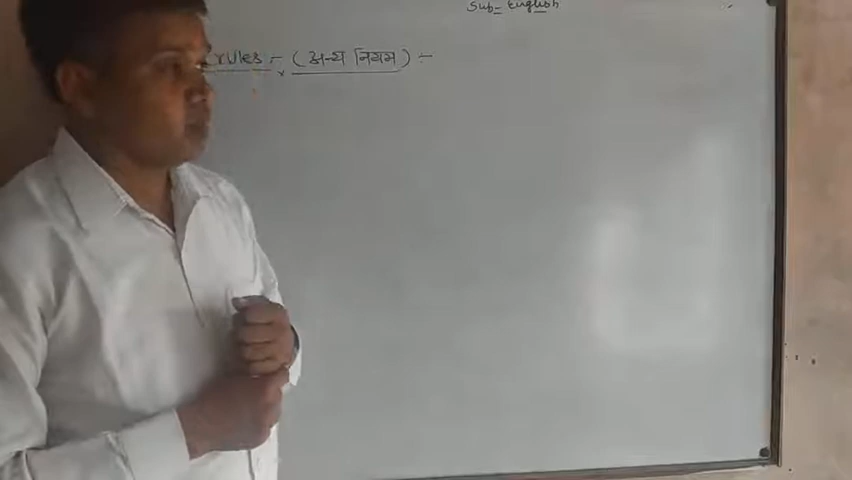 Sub- English
rules :- (अन्य नियम) :-